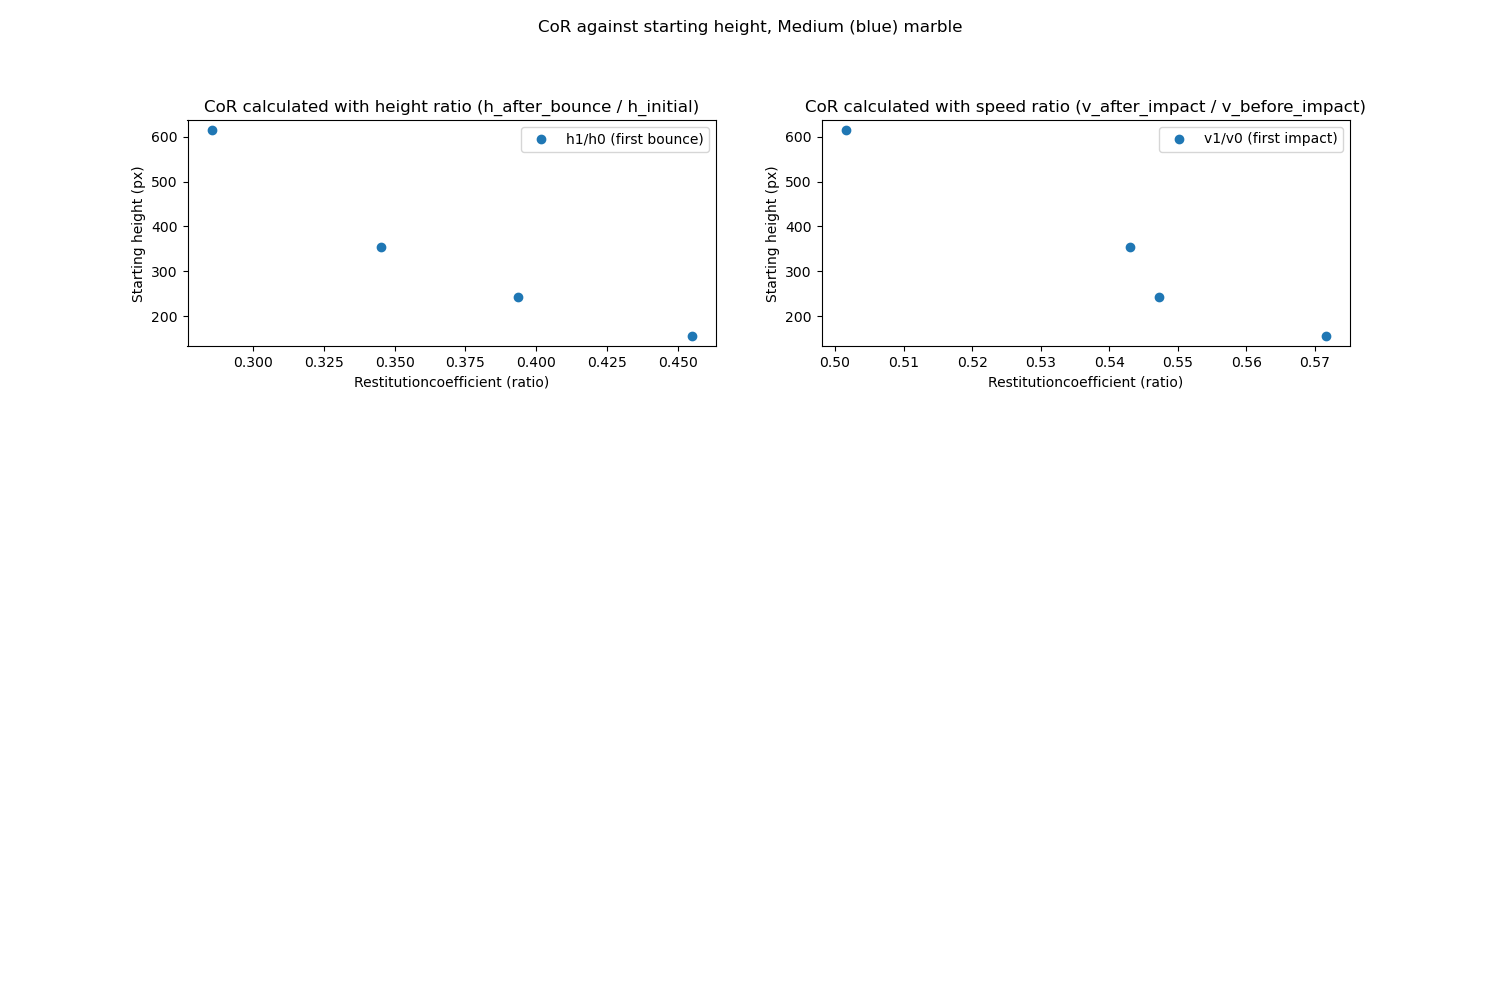 CoR against starting height, Medium (blue) marble
CoR calculated with height ratio (h_after_bounce / h_initial)
h1/h0 (first bounce)
Starting height (px)
600
500
400
300
200
0.300 0.325 0.350 0.375 0.400 0.425 0.450
Restitutioncoefficient (ratio)
CoR calculated with speed ratio (v_after_impact / v_before_impact)
v1/v0 (first impact)
Starting height (px)
600
500
400
300
200
0.50 0.51 0.52 0.53 0.54 0.55 0.56 0.57
Restitutioncoefficient (ratio)